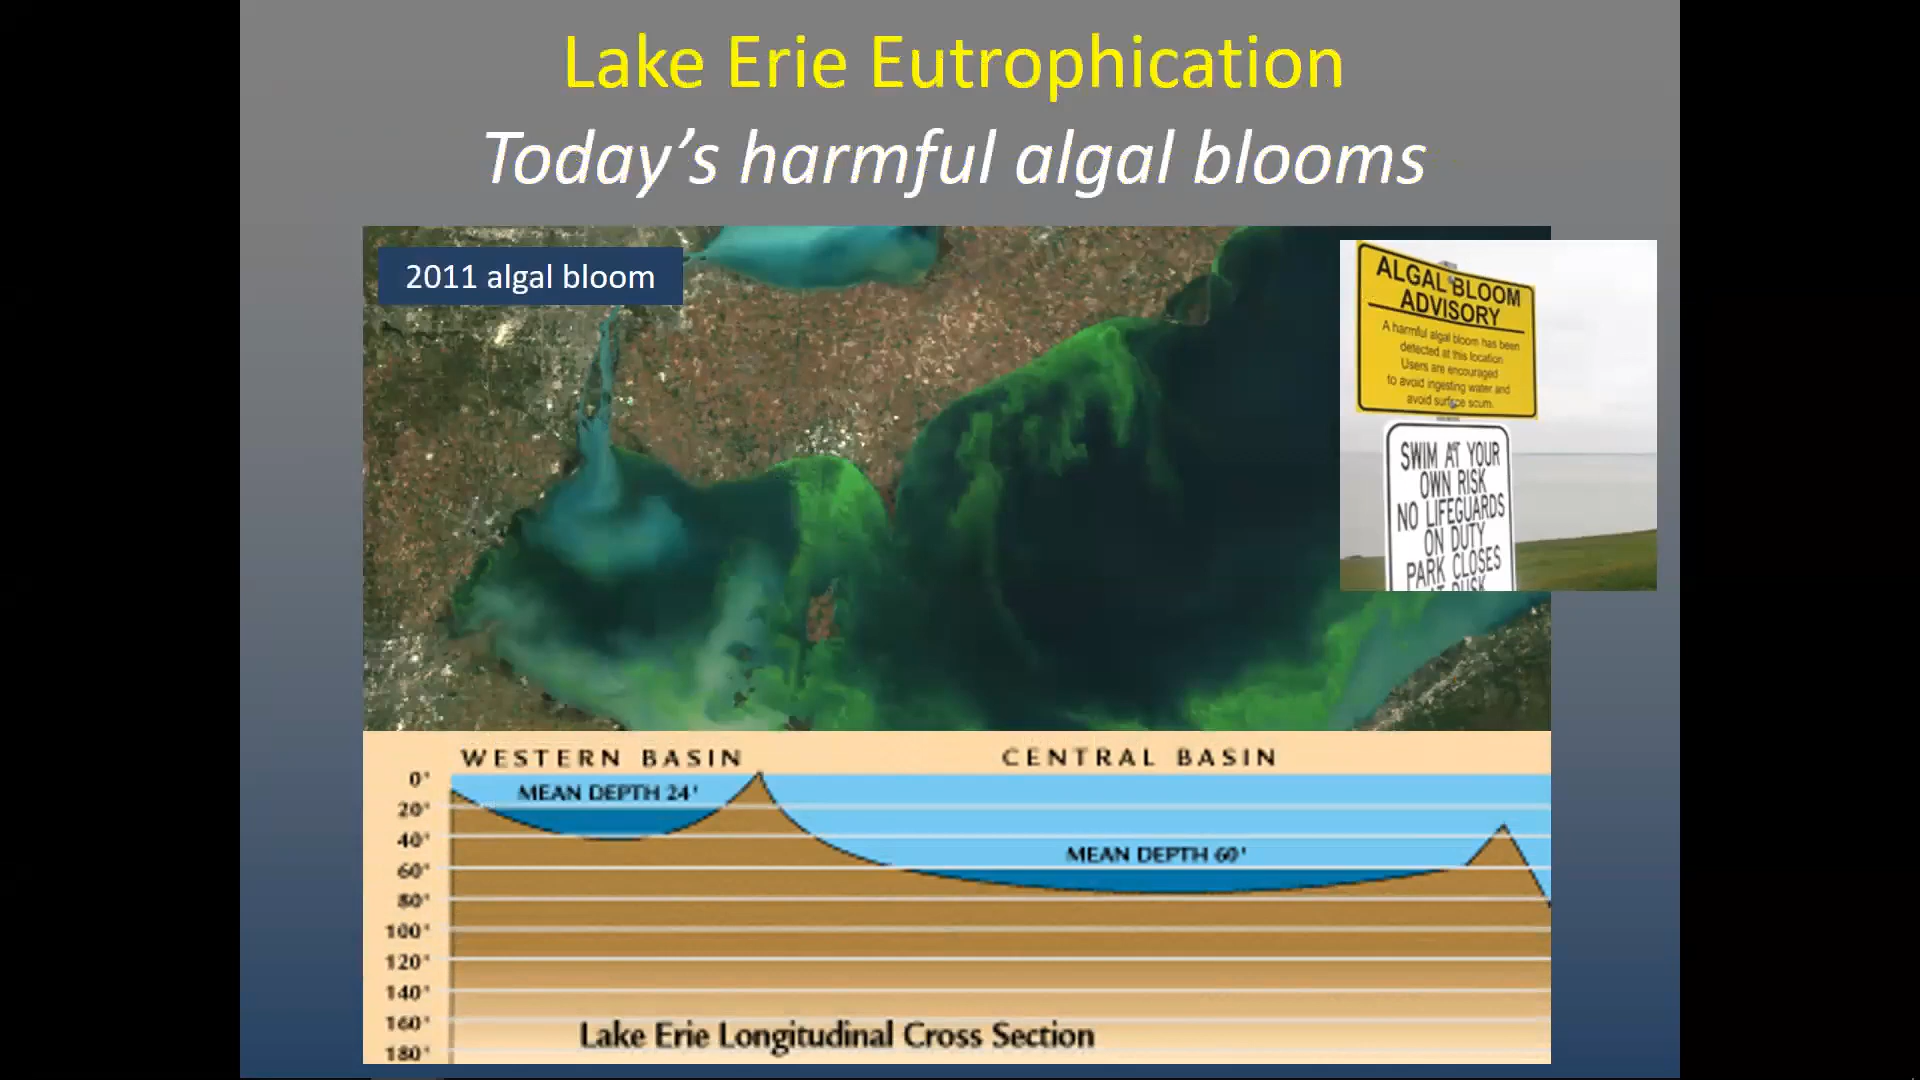 Lake Erie Eutrophication
Today's harmful algal blooms
2011 algal bloom
ALGAL BLOOM
ADVISORY
A harmful algal bloom has been
detected at this location
Users are encouraged
to avoid ingesting water and
avoid surface scum.
SWIM AT YOUR
OWN RISK
NO LIFEGUARDS
ON DUTY
PARK CLOSES
AT DUSK
WESTERN BASIN
CENTRAL BASIN
0'
MEAN DEPTH 24'
20'
40'
MEAN DEPTH 60'
60'
80'
100'
120'
140'
160'
Lake Erie Longitudinal Cross Section
180'